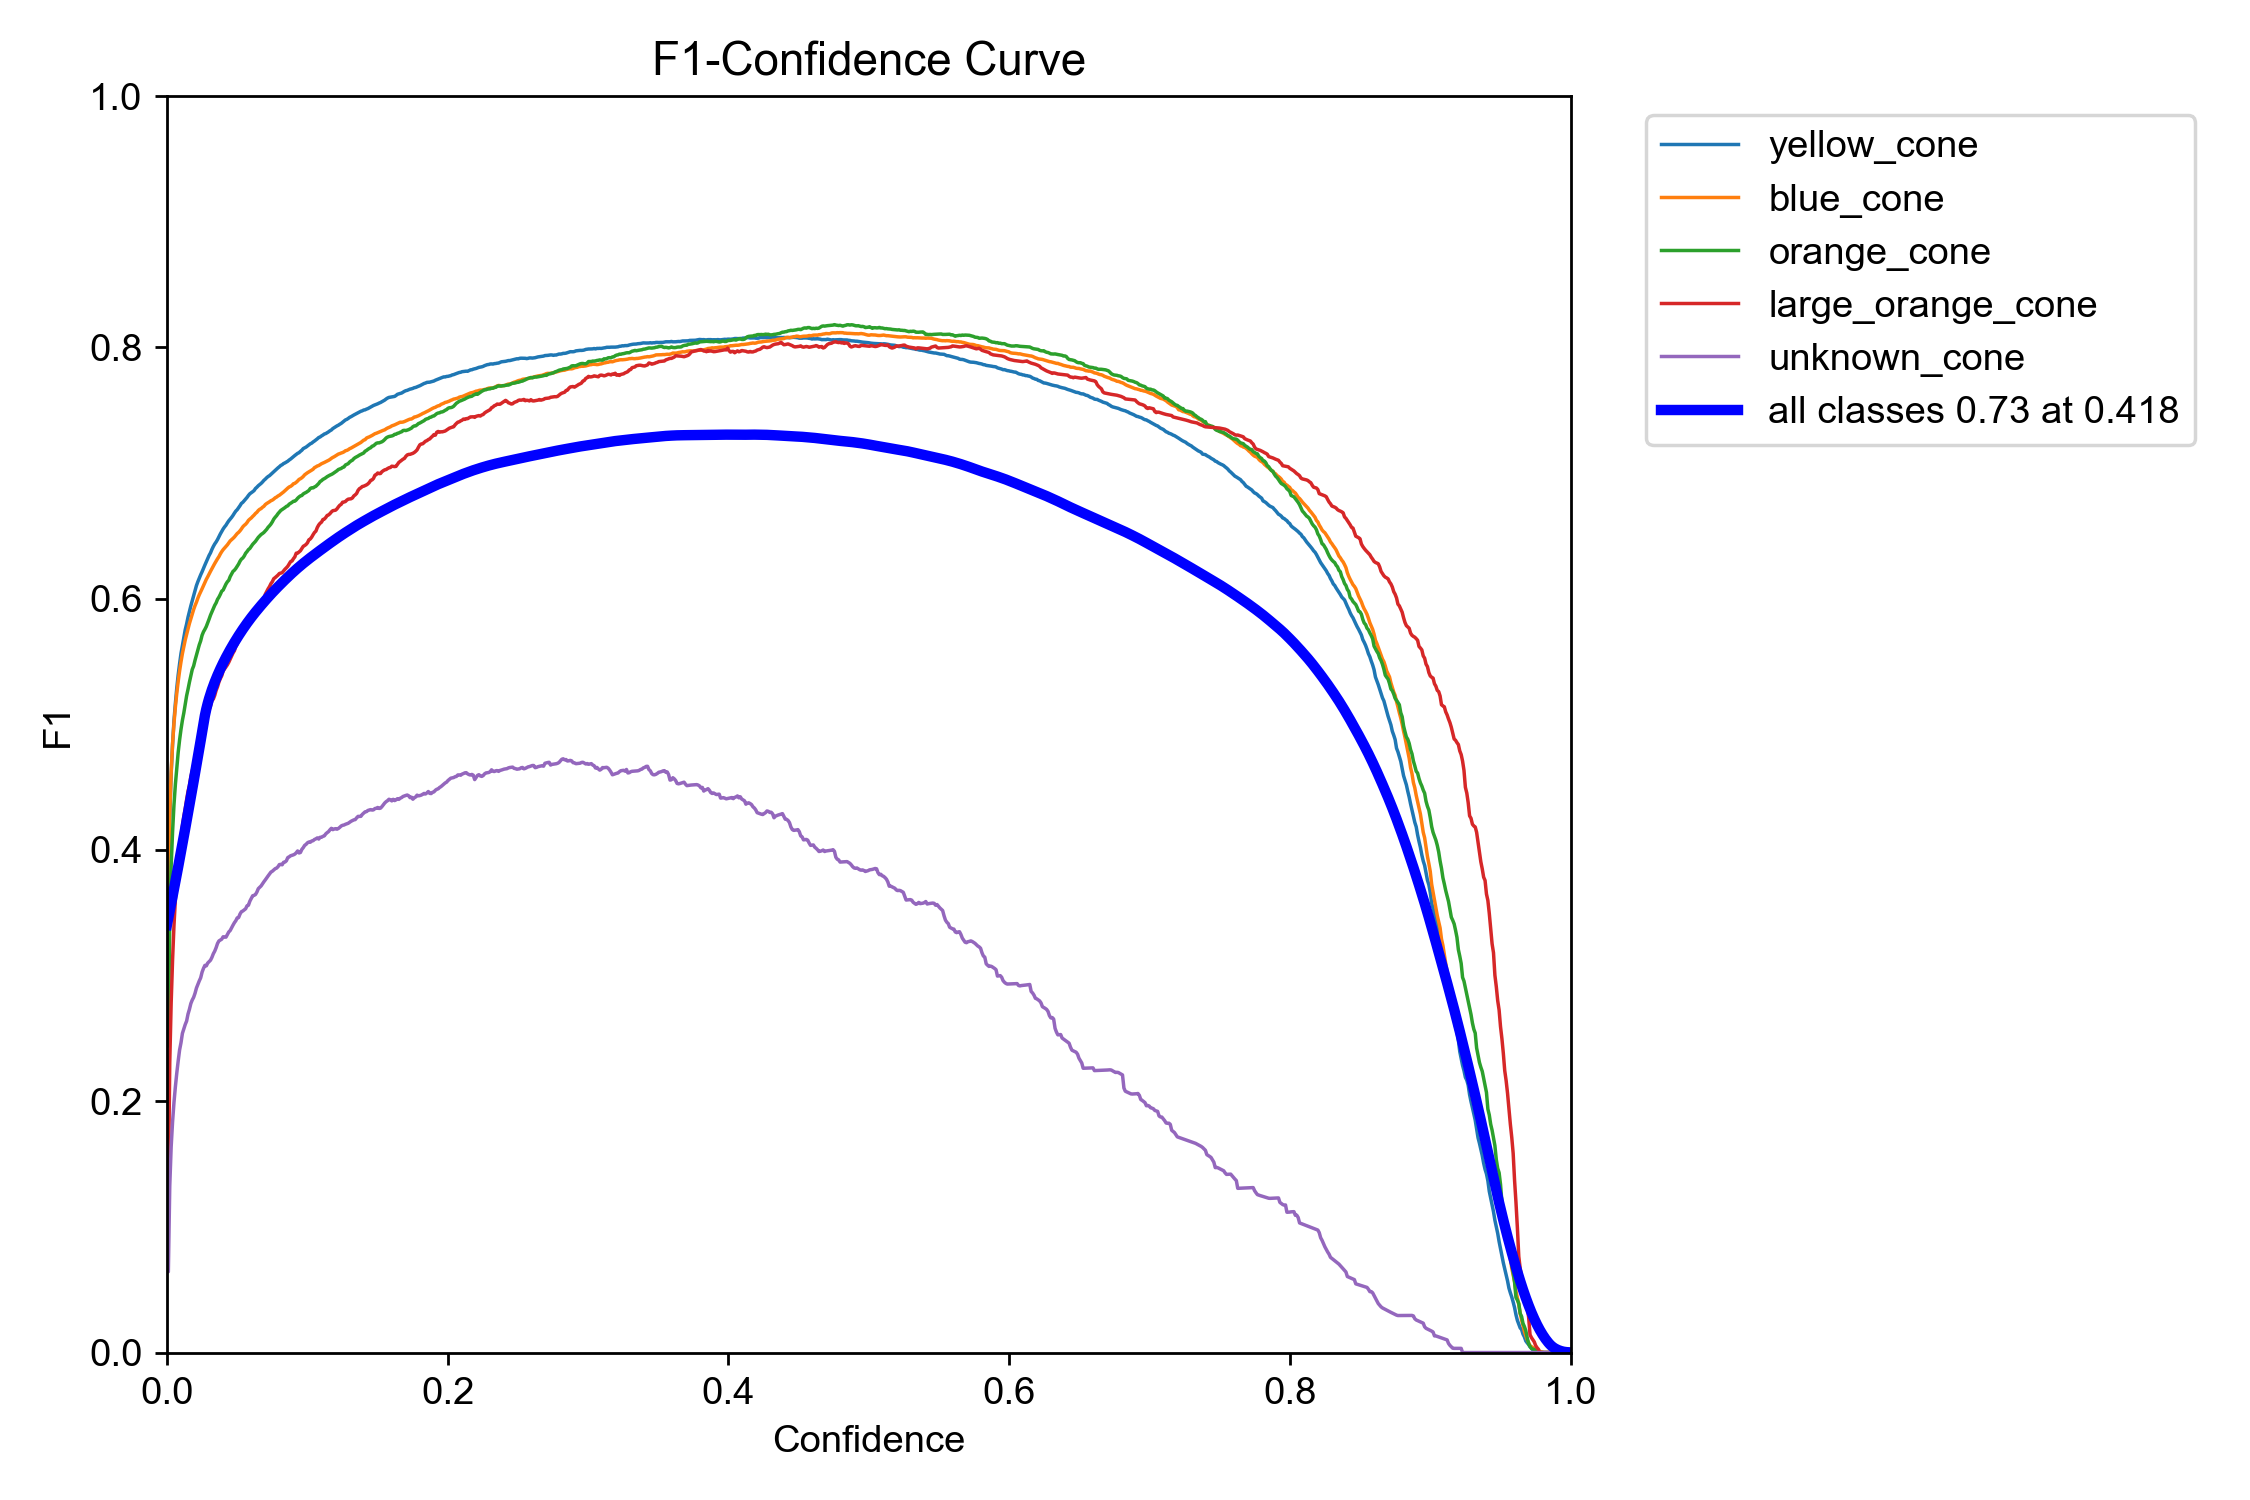 F1-Confidence Curve
1.0
0.8
0.6
0.4
0.2
0.0
F1
0.0 0.2 0.4 0.6 0.8 1.0
Confidence
yellow_cone
blue_cone
orange_cone
large_orange_cone
unknown_cone
all classes 0.73 at 0.418